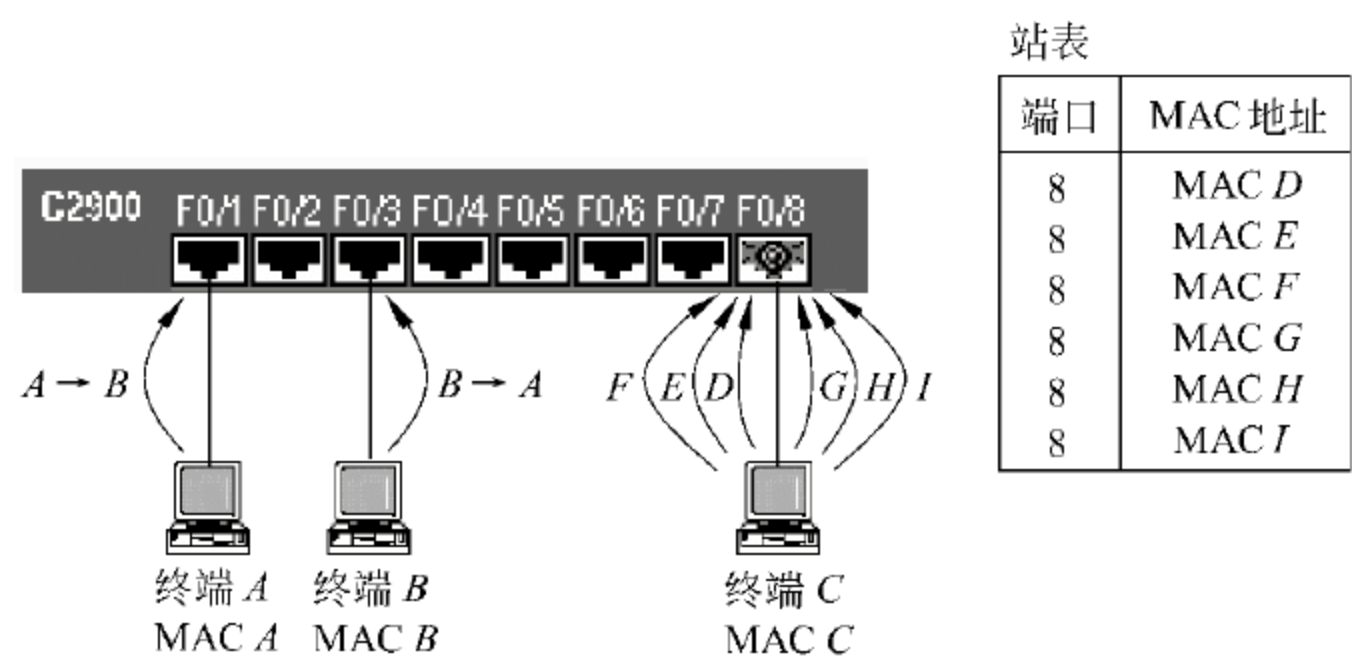 站表
端口 MAC 地址
8 MAC D
8 MAC E
8 MAC F
8 MAC G
8 MAC H
8 MAC I
C2900 F0/1 F0/2 F0/3 F0/4 F0/5 F0/6 F0/7 F0/8
A → B
B → A
F E D G H I
终端 A 终端 B 终端 C
MAC A MAC B MAC C